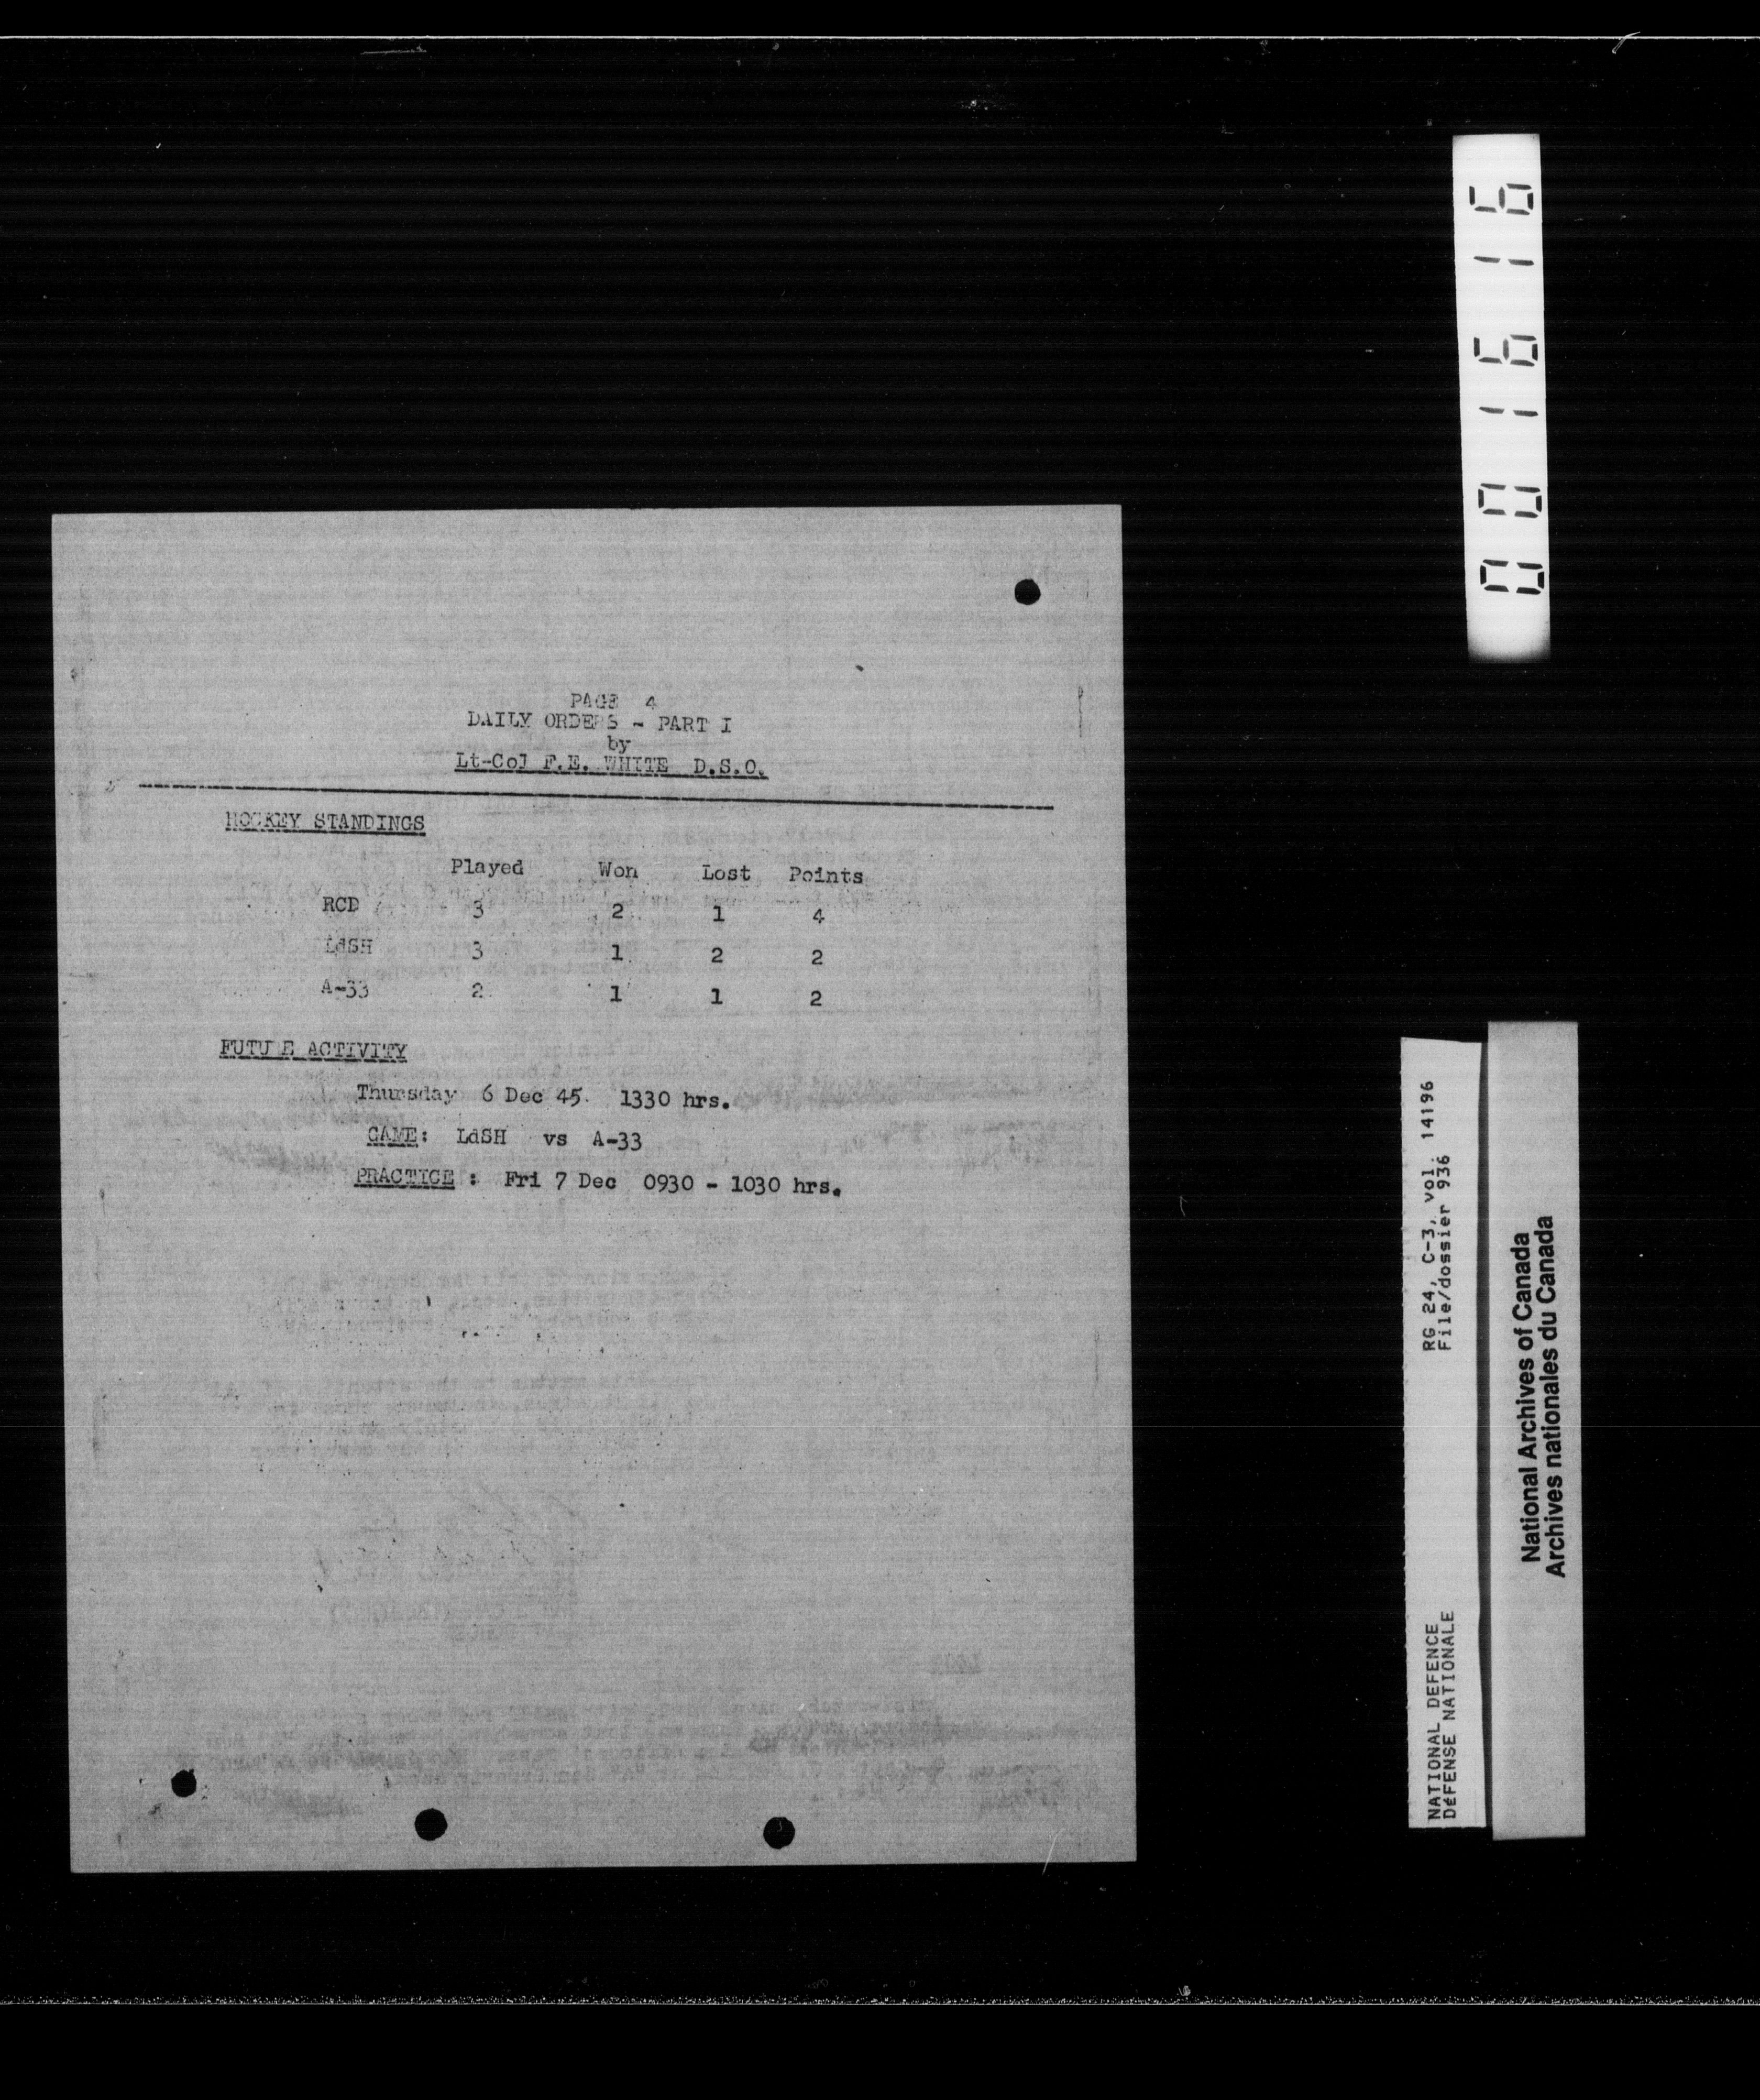 PAGE 4
DAILY ORDERS - PART I
by
Lt-Col F.E. WHITE D.S.O.
HOCKEY STANDINGS
Played Won Lost Points
RCD 3 2 1 4
LdSH 3 1 2 2
A-33 2 1 1 2
FUTURE ACTIVITY
Thursday 6 Dec 45. 1330 hrs.
GAME: LdSH vs A-33
PRACTICE : Fri 7 Dec 0930 - 1030 hrs.
001616
NATIONAL DEFENCE RG 24, C-3, vol. 14196
DéFENSE NATIONALE File/dossier 936
National Archives of Canada
Archives nationales du Canada